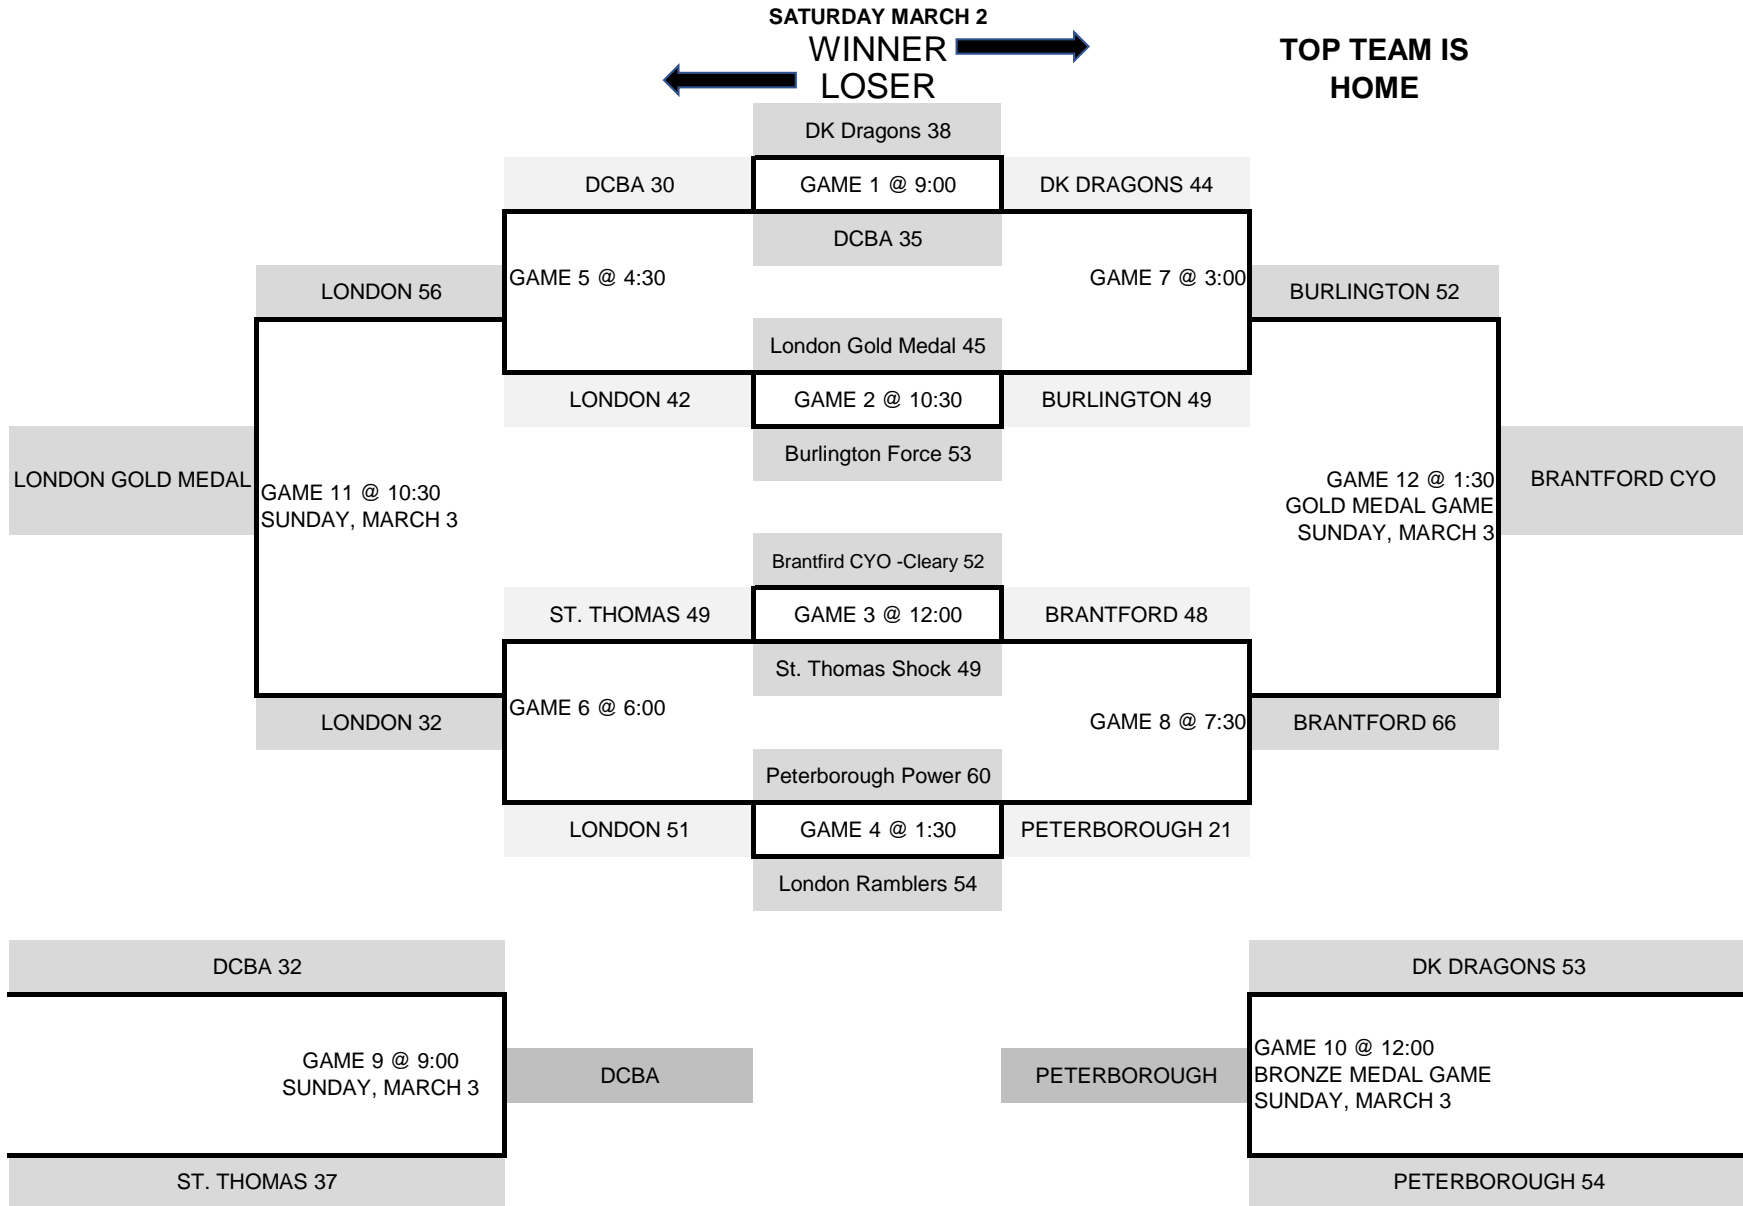 SATURDAY MARCH 2
WINNER
LOSER
TOP TEAM IS
HOME
DK Dragons 38
DCBA 30
GAME 1 @ 9:00
DK DRAGONS 44
DCBA 35
GAME 5 @ 4:30
GAME 7 @ 3:00
LONDON 56
BURLINGTON 52
London Gold Medal 45
LONDON 42
GAME 2 @ 10:30
BURLINGTON 49
Burlington Force 53
LONDON GOLD MEDAL
GAME 11 @ 10:30
SUNDAY, MARCH 3
GAME 12 @ 1:30
GOLD MEDAL GAME
SUNDAY, MARCH 3
BRANTFORD CYO
Brantfird CYO -Cleary 52
ST. THOMAS 49
GAME 3 @ 12:00
BRANTFORD 48
St. Thomas Shock 49
GAME 6 @ 6:00
GAME 8 @ 7:30
LONDON 32
BRANTFORD 66
Peterborough Power 60
LONDON 51
GAME 4 @ 1:30
PETERBOROUGH 21
London Ramblers 54
DCBA 32
DK DRAGONS 53
GAME 9 @ 9:00
SUNDAY, MARCH 3
DCBA
PETERBOROUGH
GAME 10 @ 12:00
BRONZE MEDAL GAME
SUNDAY, MARCH 3
ST. THOMAS 37
PETERBOROUGH 54